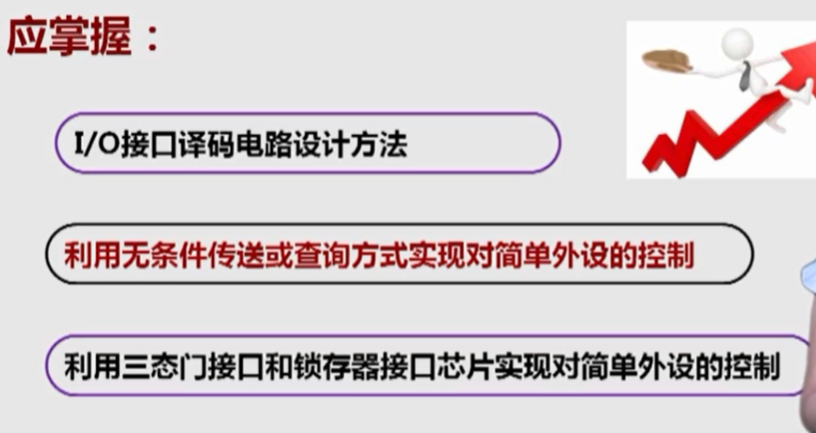 应掌握：
I/O接口译码电路设计方法
利用无条件传送或查询方式实现对简单外设的控制
利用三态门接口和锁存器接口芯片实现对简单外设的控制